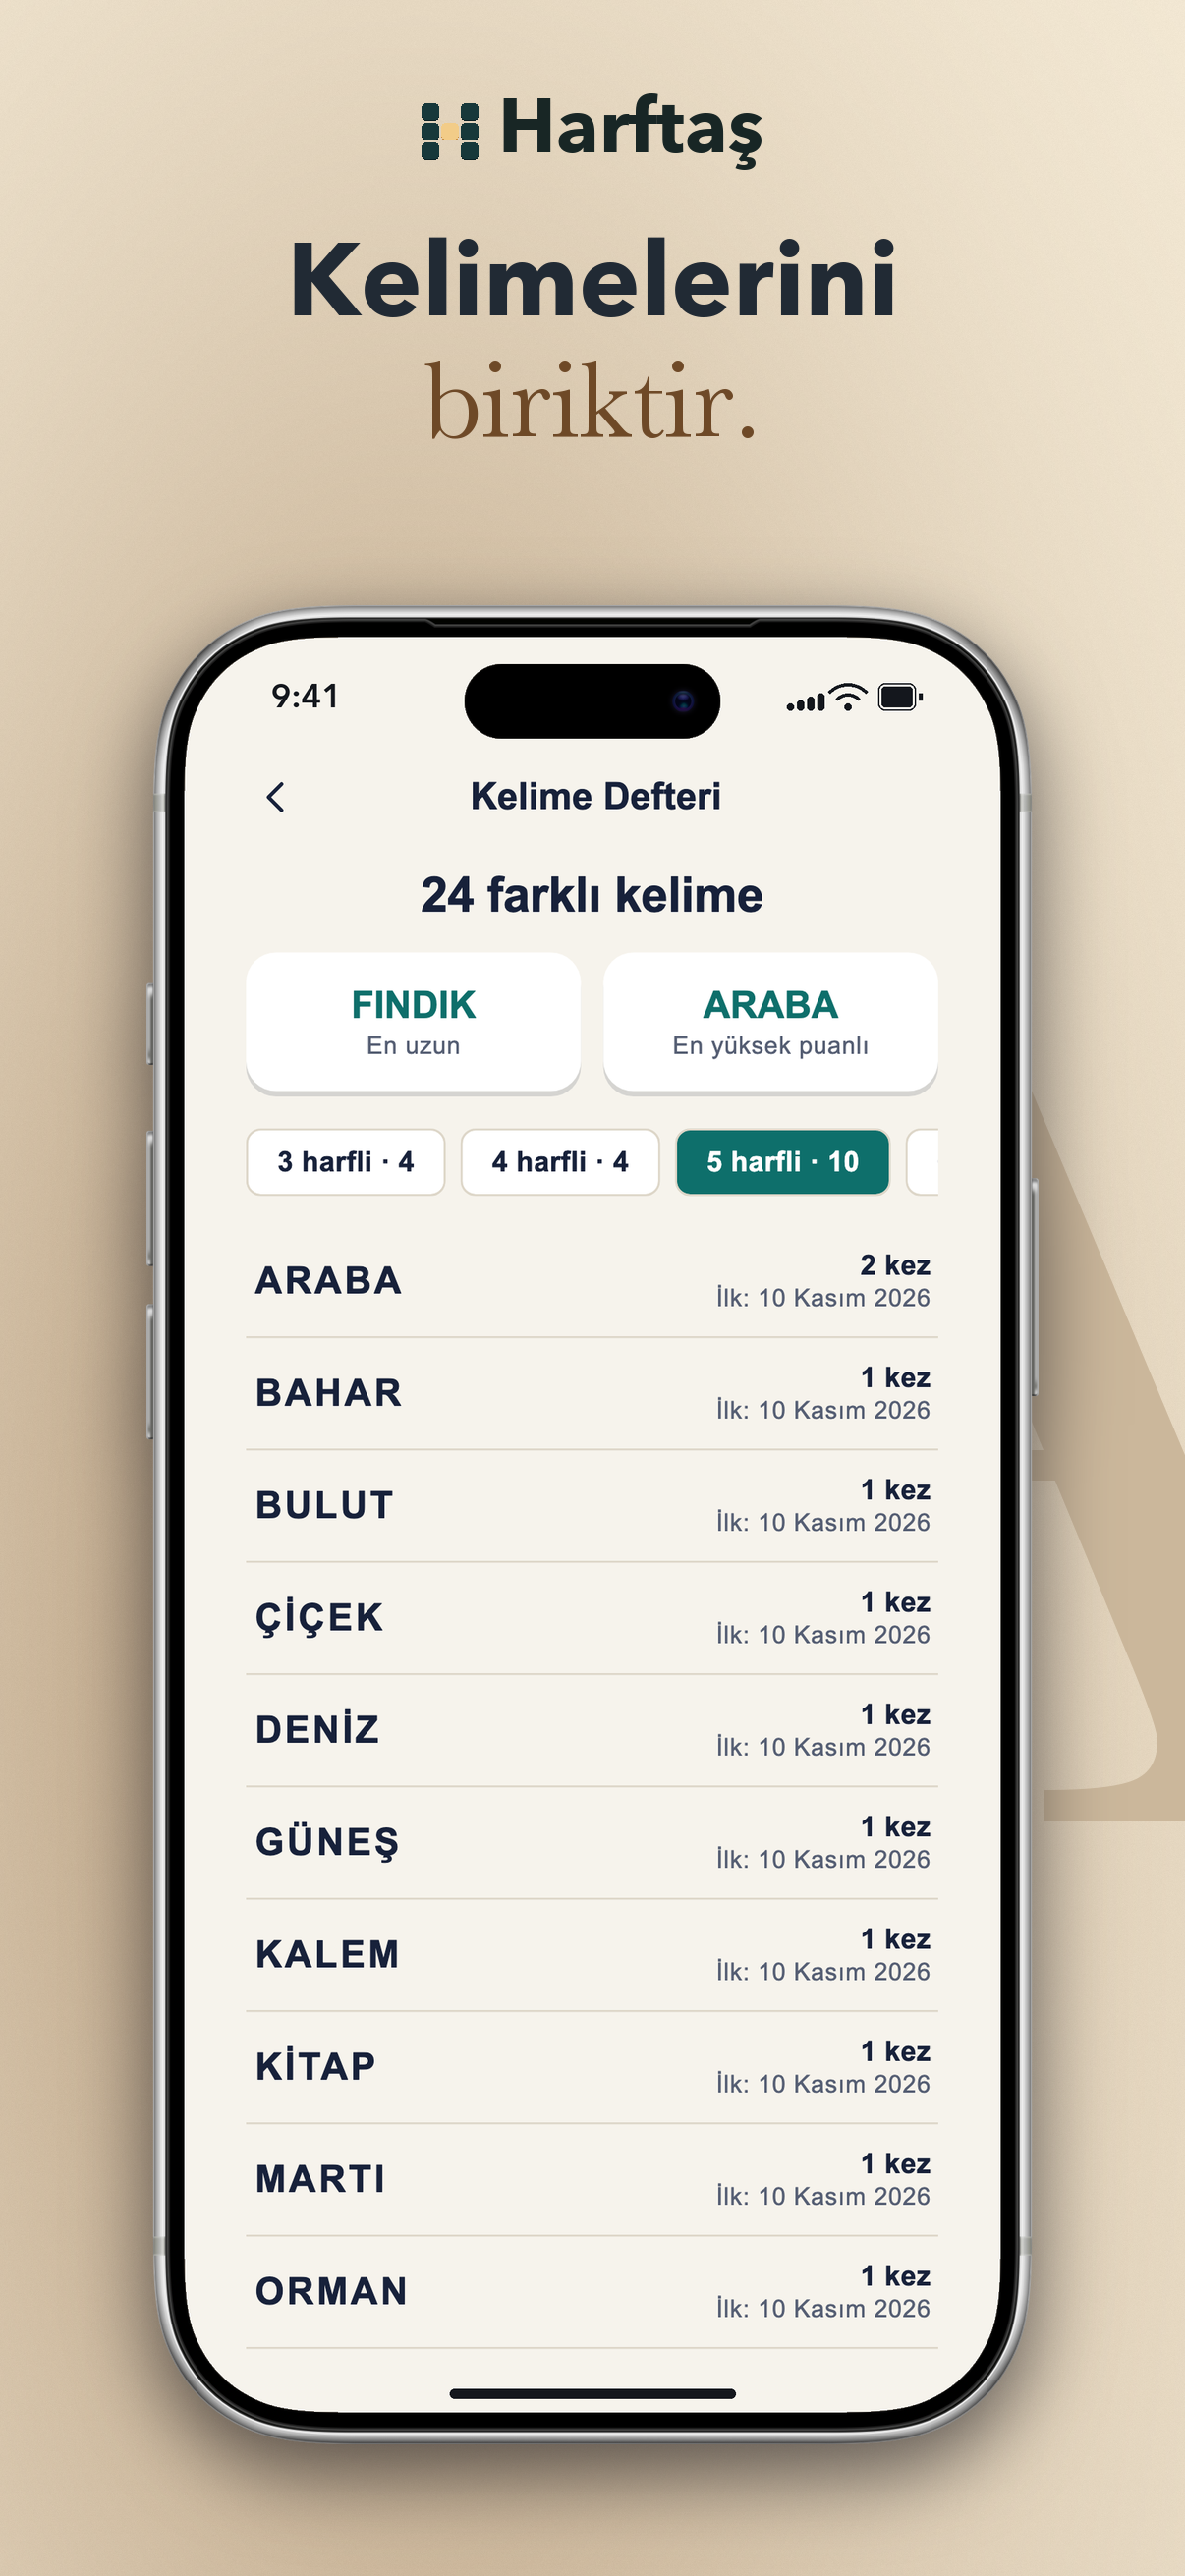 Harftaş
Kelimelerini
biriktir.
9:41
Kelime Defteri
24 farklı kelime
FINDIK
En uzun
ARABA
En yüksek puanlı
3 harfli · 4
4 harfli · 4
5 harfli · 10
ARABA
2 kez
İlk: 10 Kasım 2026
BAHAR
1 kez
İlk: 10 Kasım 2026
BULUT
1 kez
İlk: 10 Kasım 2026
ÇİÇEK
1 kez
İlk: 10 Kasım 2026
DENİZ
1 kez
İlk: 10 Kasım 2026
GÜNEŞ
1 kez
İlk: 10 Kasım 2026
KALEM
1 kez
İlk: 10 Kasım 2026
KİTAP
1 kez
İlk: 10 Kasım 2026
MARTI
1 kez
İlk: 10 Kasım 2026
ORMAN
1 kez
İlk: 10 Kasım 2026